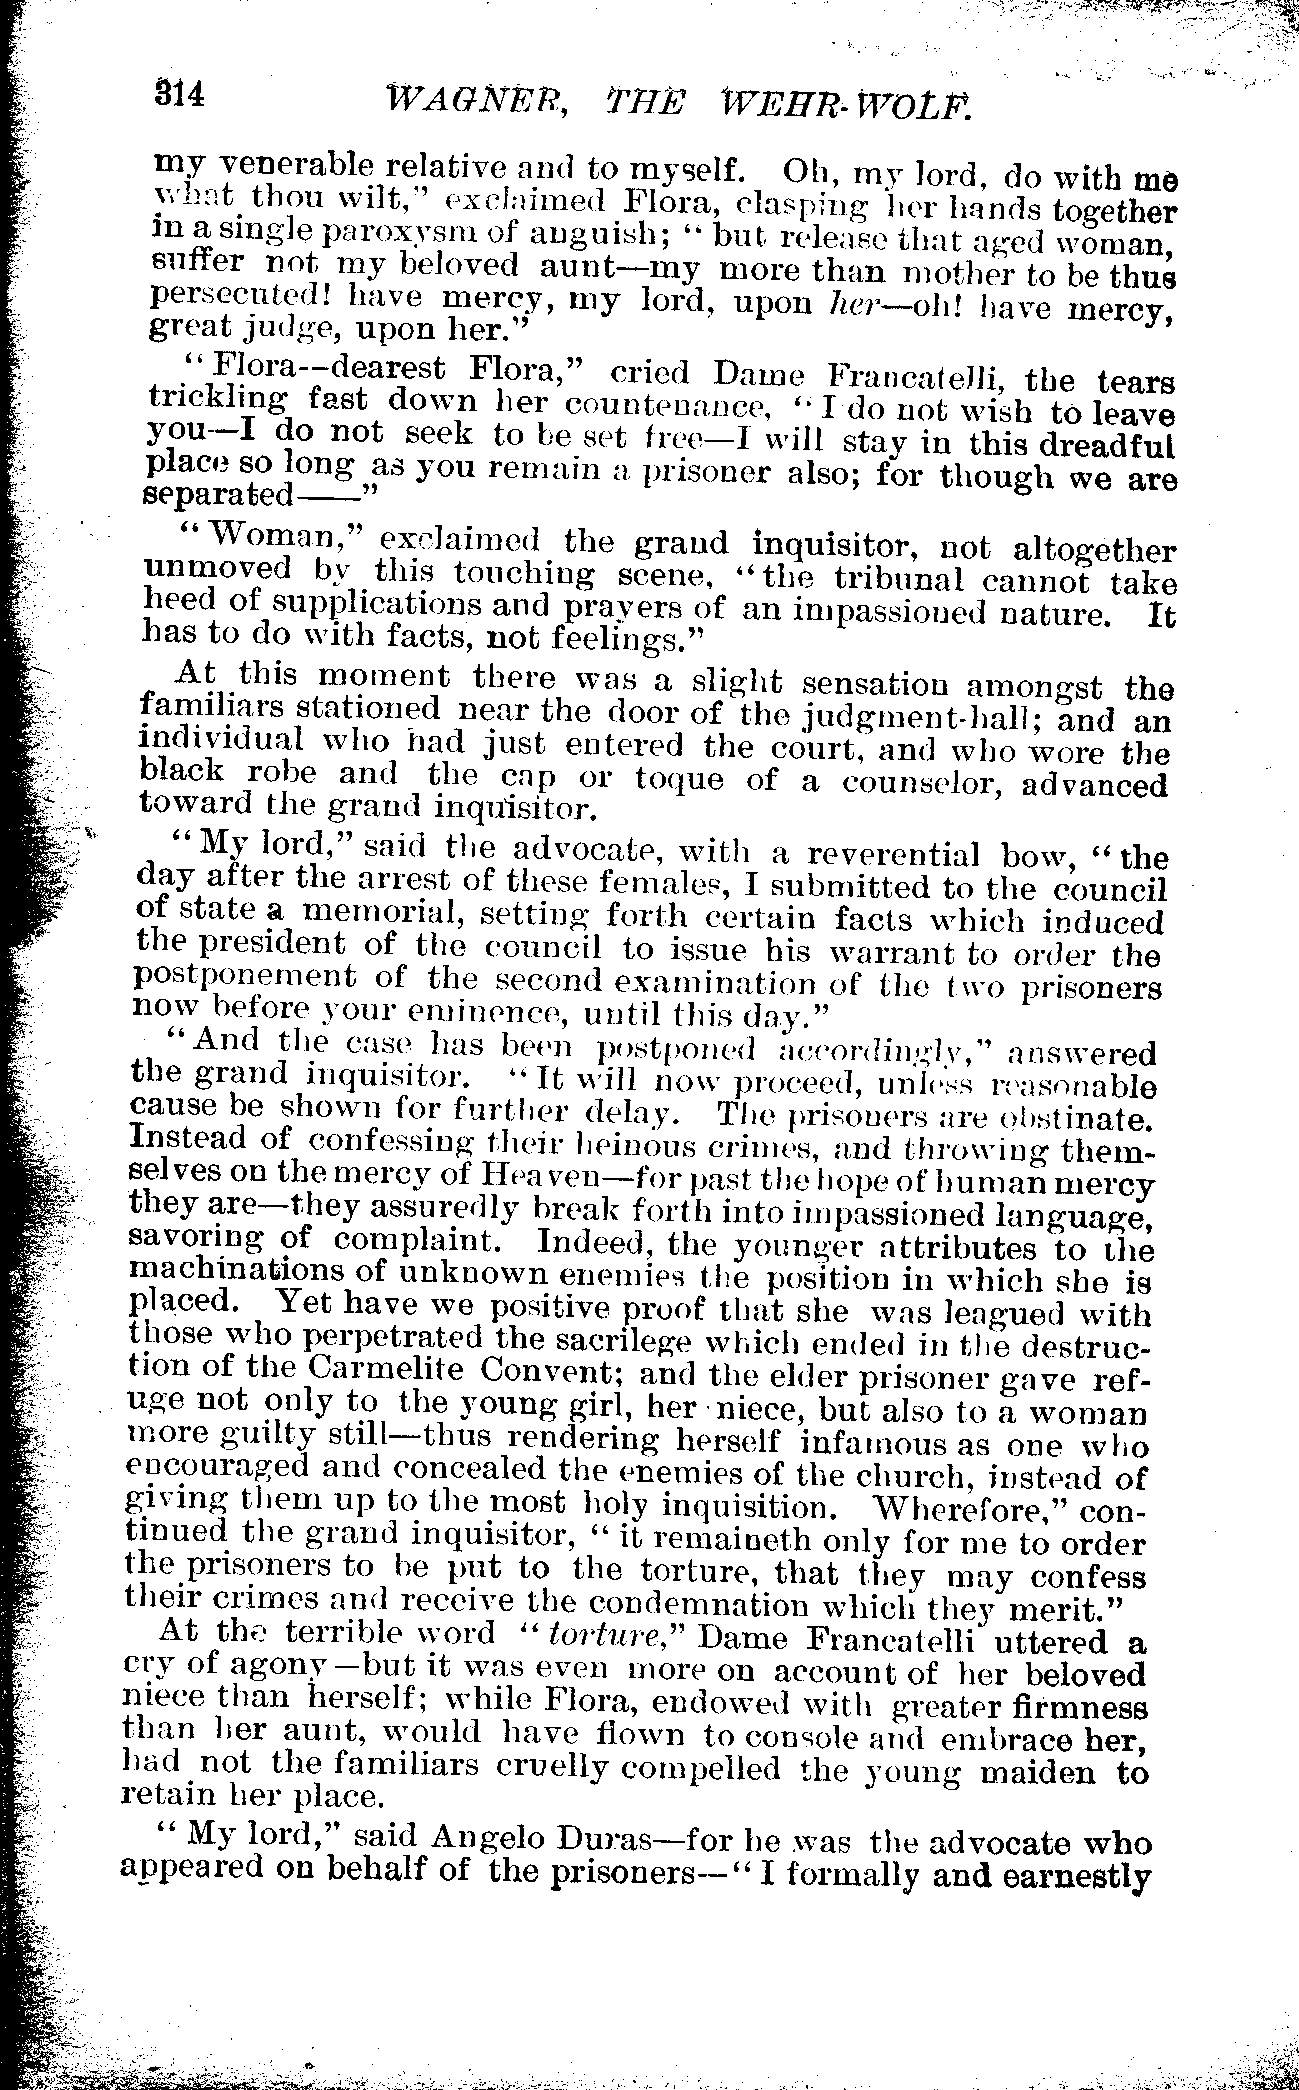 314 WAGNER, THE WEHR-WOLF.
my venerable relative and to myself. Oh, my lord, do with me
what thou wilt," exclaimed Flora, clasping her hands together
in a single paroxysm of anguish; "but release that aged woman,
suffer not my beloved aunt—my more than mother to be thus
persecuted! have mercy, my lord, upon her—oh! have mercy,
great judge, upon her."
"Flora--dearest Flora," cried Dame Francatelli, the tears
trickling fast down her countenance, "I do not wish to leave
you—I do not seek to be set free—I will stay in this dreadful
place so long as you remain a prisoner also; for though we are
separated——"
"Woman," exclaimed the grand inquisitor, not altogether
unmoved by this touching scene, "the tribunal cannot take
heed of supplications and prayers of an impassioned nature. It
has to do with facts, not feelings."
At this moment there was a slight sensation amongst the
familiars stationed near the door of the judgment-hall; and an
individual who had just entered the court, and who wore the
black robe and the cap or toque of a counselor, advanced
toward the grand inquisitor.
"My lord," said the advocate, with a reverential bow, "the
day after the arrest of these females, I submitted to the council
of state a memorial, setting forth certain facts which induced
the president of the council to issue his warrant to order the
postponement of the second examination of the two prisoners
now before your eminence, until this day."
"And the case has been postponed accordingly," answered
the grand inquisitor. "It will now proceed, unless reasonable
cause be shown for further delay. The prisoners are obstinate.
Instead of confessing their heinous crimes, and throwing them-
selves on the mercy of Heaven—for past the hope of human mercy
they are—they assuredly break forth into impassioned language,
savoring of complaint. Indeed, the younger attributes to the
machinations of unknown enemies the position in which she is
placed. Yet have we positive proof that she was leagued with
those who perpetrated the sacrilege which ended in the destruc-
tion of the Carmelite Convent; and the elder prisoner gave ref-
uge not only to the young girl, her niece, but also to a woman
more guilty still—thus rendering herself infamous as one who
encouraged and concealed the enemies of the church, instead of
giving them up to the most holy inquisition. Wherefore," con-
tinued the grand inquisitor, "it remaineth only for me to order
the prisoners to be put to the torture, that they may confess
their crimes and receive the condemnation which they merit."
At the terrible word "torture," Dame Francatelli uttered a
cry of agony—but it was even more on account of her beloved
niece than herself; while Flora, endowed with greater firmness
than her aunt, would have flown to console and embrace her,
had not the familiars cruelly compelled the young maiden to
retain her place.
"My lord," said Angelo Duras—for he was the advocate who
appeared on behalf of the prisoners--"I formally and earnestly